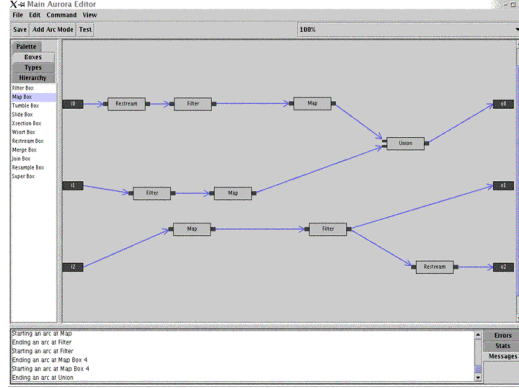 Main Aurora Editor
File Edit Command View
Save Add Arc Mode Test 100%
Palette
Boxes
Types
Hierarchy
Filter Box
Map Box
Tumble Box
Slide Box
Xsection Box
Wsort Box
Restream Box
Merge Box
Join Box
Resample Box
Super Box
i0 Restream Filter Map o0
Union
i1 Filter Map o1
Map Filter
i2 Restream o2
Starting an arc at Map
Ending an arc at Filter
Starting an arc at Filter
Ending an arc at Map Box 4
Starting an arc at Map Box 4
Ending an arc at Union
Errors
Stats
Messages